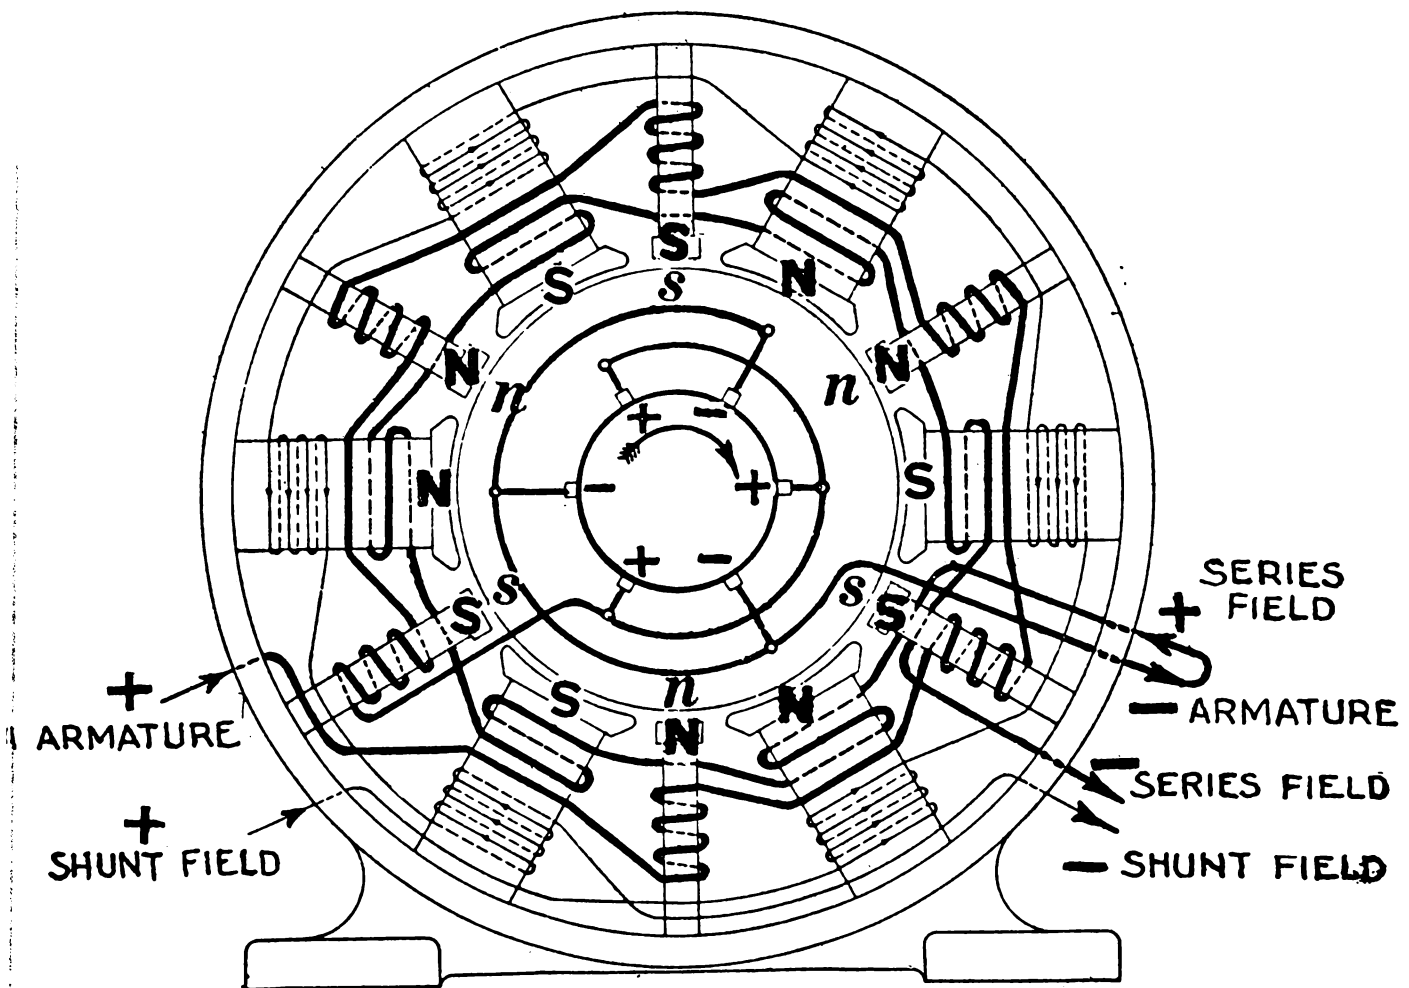 S
s
S
N
N
n
n
N
+
−
N
−
+
S
+
−
s
S
s
S
SERIES
+ FIELD
S
n
N
N
+
ARMATURE
− ARMATURE
−
SERIES FIELD
+
SHUNT FIELD
− SHUNT FIELD